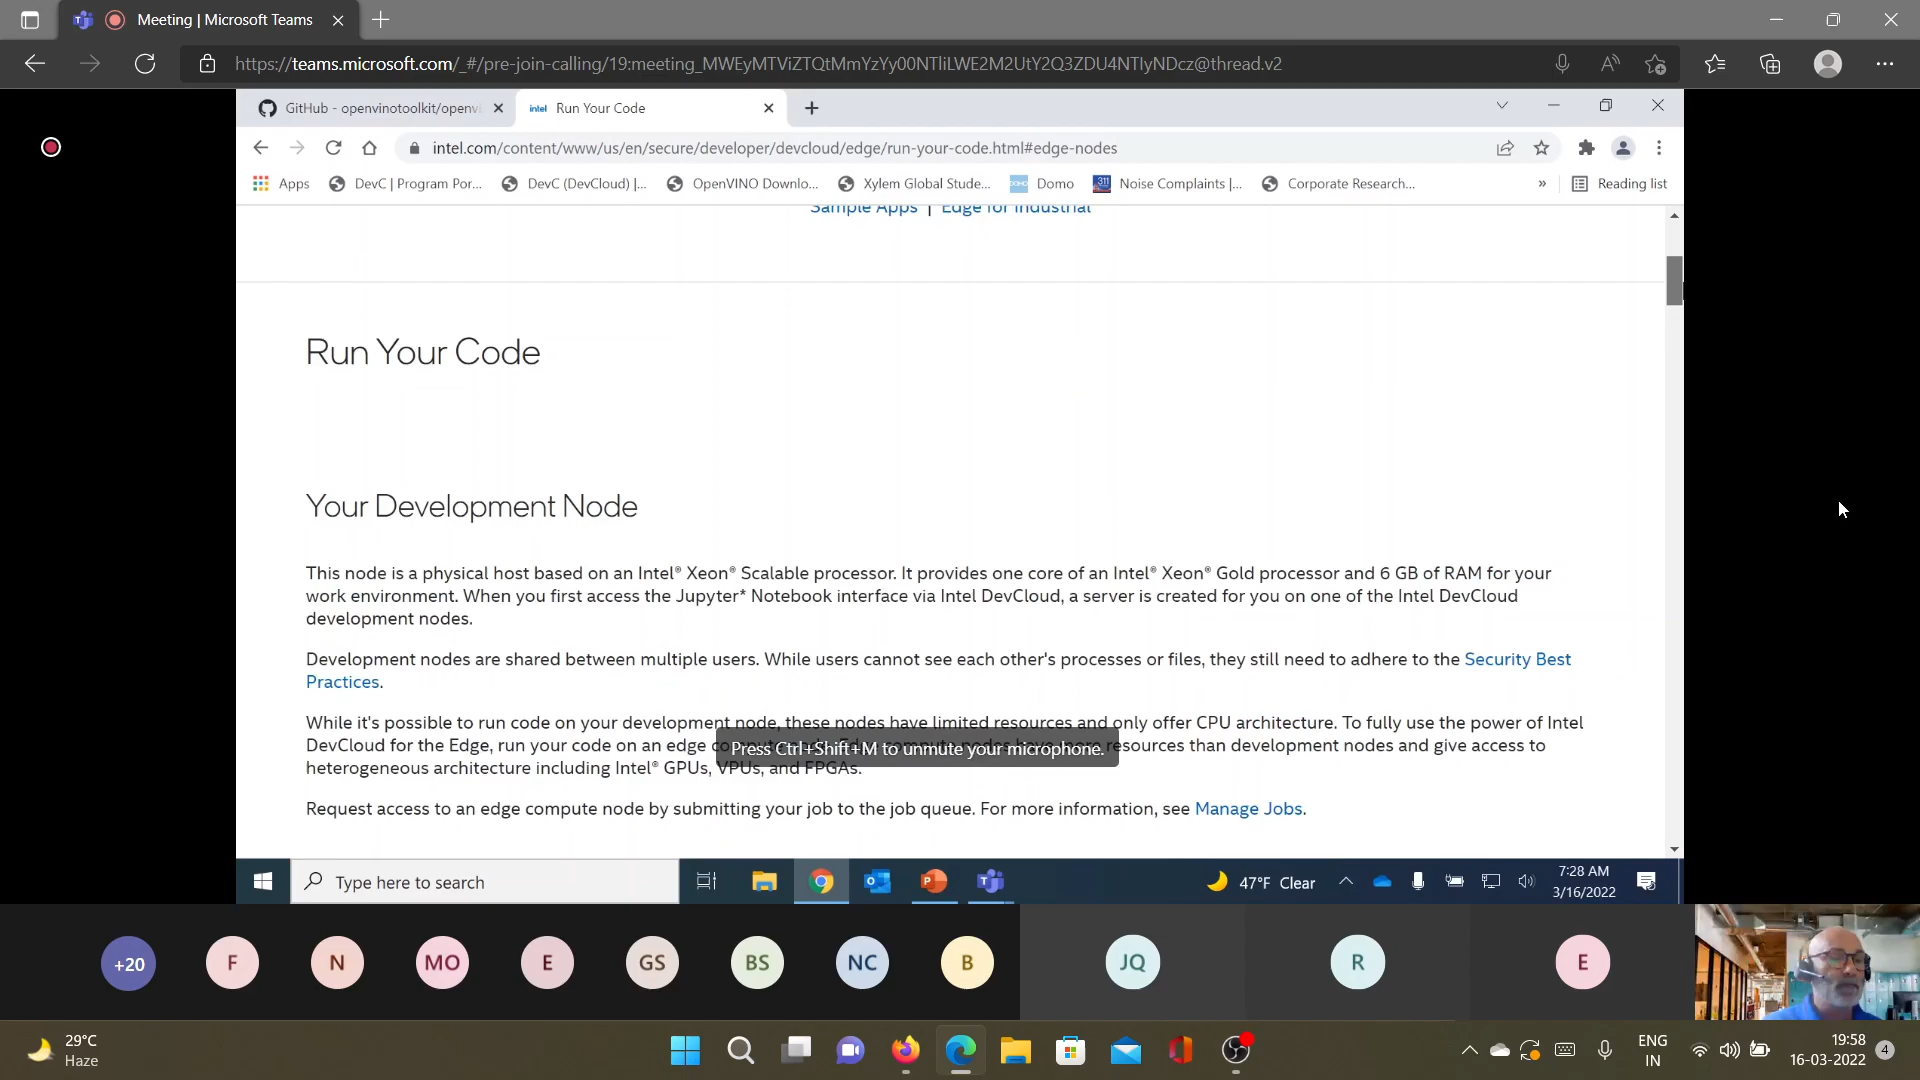 Meeting | Microsoft Teams
https://teams.microsoft.com/_#/pre-join-calling/19:meeting_MWEyMTViZTQtMmYzYy00NTliLWE2M2UtY2Q3ZDU4NTIyNDcz@thread.v2
GitHub - openvinotoolkit/openvi
intel Run Your Code
intel.com/content/www/us/en/secure/developer/devcloud/edge/run-your-code.html#edge-nodes
Apps DevC | Program Por... DevC (DevCloud) |... OpenVINO Downlo... Xylem Global Stude... Domo 311 Noise Complaints |... Corporate Research... » Reading list
Sample Apps | Edge for Industrial
Run Your Code
Your Development Node
This node is a physical host based on an Intel® Xeon® Scalable processor. It provides one core of an Intel® Xeon® Gold processor and 6 GB of RAM for your
work environment. When you first access the Jupyter* Notebook interface via Intel DevCloud, a server is created for you on one of the Intel DevCloud
development nodes.
Development nodes are shared between multiple users. While users cannot see each other's processes or files, they still need to adhere to the Security Best
Practices.
While it's possible to run code on your development node, these nodes have limited resources and only offer CPU architecture. To fully use the power of Intel
DevCloud for the Edge, run your code on an edge resources than development nodes and give access to
Press Ctrl+Shift+M to unmute your microphone.
heterogeneous architecture including Intel® GPUs, VPUs, and FPGAs.
Request access to an edge compute node by submitting your job to the job queue. For more information, see Manage Jobs.
Type here to search
47°F Clear
7:28 AM
3/16/2022
+20 F N MO E GS BS NC B JQ R E
29°C
Haze
ENG
IN
19:58
16-03-2022
4